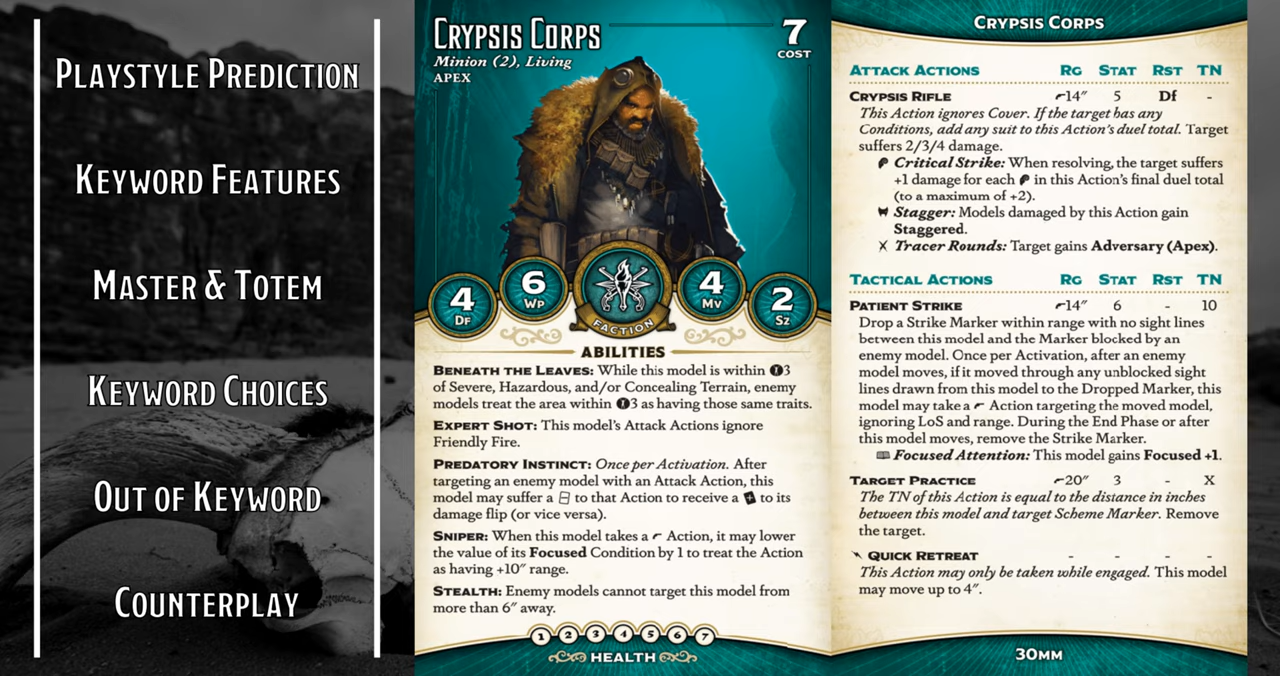 PLAYSTYLE PREDICTION
KEYWORD FEATURES
MASTER & TOTEM
KEYWORD CHOICES
OUT OF KEYWORD
COUNTERPLAY
CRYPSIS CORPS
Minion (2), Living
APEX
7
COST
4
DF
6
WP
FACTION
4
MV
2
SZ
ABILITIES
BENEATH THE LEAVES: While this model is within 3
of Severe, Hazardous, and/or Concealing Terrain, enemy
models treat the area within 3 as having those same traits.
EXPERT SHOT: This model's Attack Actions ignore
Friendly Fire.
PREDATORY INSTINCT: Once per Activation. After
targeting an enemy model with an Attack Action, this
model may suffer a to that Action to receive a to its
damage flip (or vice versa).
SNIPER: When this model takes a Action, it may lower
the value of its Focused Condition by 1 to treat the Action
as having +10" range.
STEALTH: Enemy models cannot target this model from
more than 6" away.
1 2 3 4 5 6 7
HEALTH
CRYPSIS CORPS
ATTACK ACTIONS RG STAT RST TN
CRYPSIS RIFLE 14" 5 Df -
This Action ignores Cover. If the target has any
Conditions, add any suit to this Action's duel total. Target
suffers 2/3/4 damage.
Critical Strike: When resolving, the target suffers
+1 damage for each in this Action's final duel total
(to a maximum of +2).
Stagger: Models damaged by this Action gain
Staggered.
Tracer Rounds: Target gains Adversary (Apex).
TACTICAL ACTIONS RG STAT RST TN
PATIENT STRIKE 14" 6 - 10
Drop a Strike Marker within range with no sight lines
between this model and the Marker blocked by an
enemy model. Once per Activation, after an enemy
model moves, if it moved through any unblocked sight
lines drawn from this model to the Dropped Marker, this
model may take a Action targeting the moved model,
ignoring LoS and range. During the End Phase or after
this model moves, remove the Strike Marker.
Focused Attention: This model gains Focused +1.
TARGET PRACTICE 20" 3 - X
The TN of this Action is equal to the distance in inches
between this model and target Scheme Marker. Remove
the target.
QUICK RETREAT - - - -
This Action may only be taken while engaged. This model
may move up to 4".
30MM